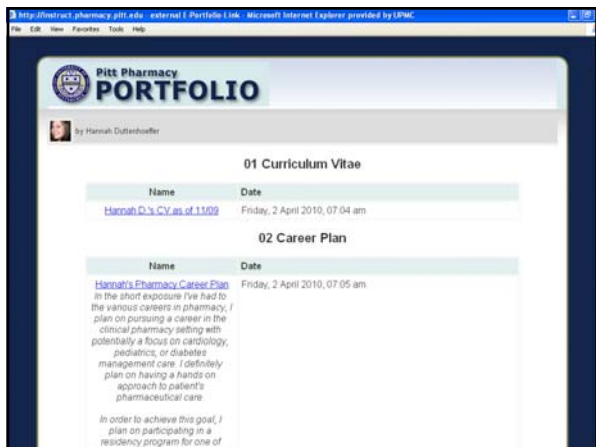 http://instruct.pharmacy.pitt.edu - external E-Portfolio Link - Microsoft Internet Explorer provided by UPMC
File Edit View Favorites Tools Help
Pitt Pharmacy
PORTFOLIO
by Hannah Duttenhoeffer
01 Curriculum Vitae
Name Date
Hannah D.'s CV as of 11/09 Friday, 2 April 2010, 07:04 am
02 Career Plan
Name Date
Hannah's Pharmacy Career Plan Friday, 2 April 2010, 07:05 am
In the short exposure I've had to
the various careers in pharmacy, I
plan on pursuing a career in the
clinical pharmacy setting with
potentially a focus on cardiology,
pediatrics, or diabetes
management care. I definitely
plan on having a hands on
approach to patient's
pharmaceutical care.
In order to achieve this goal, I
plan on participating in a
residency program for one of